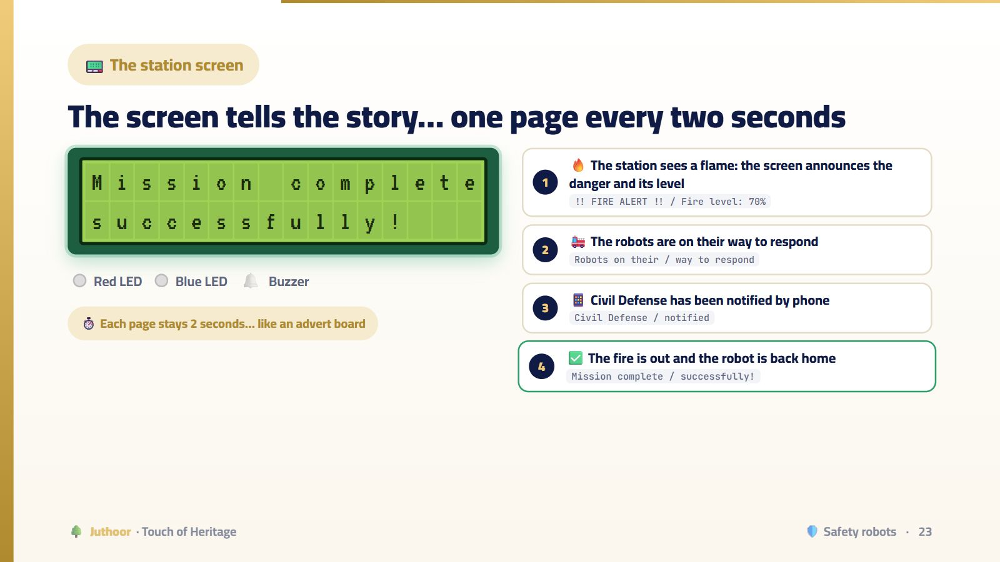 The station screen
The screen tells the story... one page every two seconds
Mission complete
successfully!
Red LED
Blue LED
Buzzer
Each page stays 2 seconds... like an advert board
1
The station sees a flame: the screen announces the
danger and its level
!! FIRE ALERT !! / Fire level: 70%
2
The robots are on their way to respond
Robots on their / way to respond
3
Civil Defense has been notified by phone
Civil Defense / notified
4
The fire is out and the robot is back home
Mission complete / successfully!
Juthoor · Touch of Heritage
Safety robots · 23